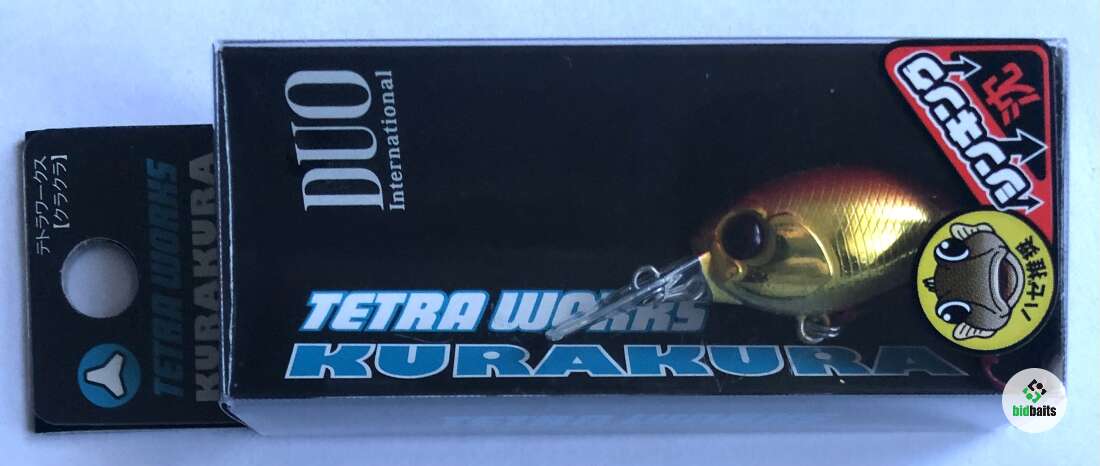 DUO
International
TETRA WORKS
KURAKURA
テトラワークス
【クラクラ】
TETRA WORKS
KURAKURA
bidbaits